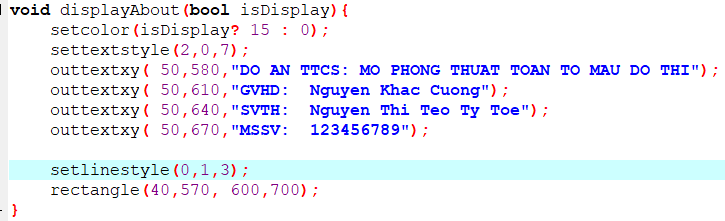 void displayAbout(bool isDisplay){
    setcolor(isDisplay? 15 : 0);
    settextstyle(2,0,7);
    outtextxy( 50,580,"DO AN TTCS: MO PHONG THUAT TOAN TO MAU DO THI");
    outtextxy( 50,610,"GVHD:  Nguyen Khac Cuong");
    outtextxy( 50,640,"SVTH:  Nguyen Thi Teo Ty Toe");
    outtextxy( 50,670,"MSSV:  123456789");

    setlinestyle(0,1,3);
    rectangle(40,570, 600,700);
}